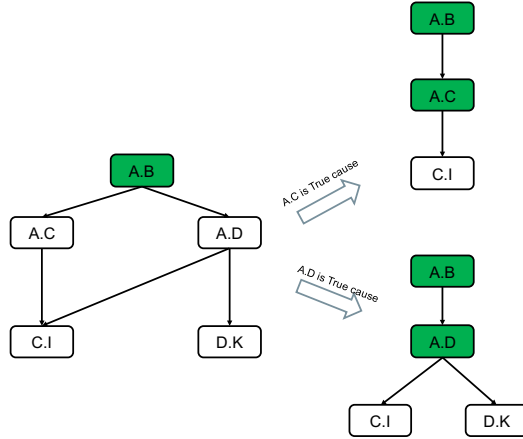 A.B
A.C
A.D
C.I
D.K
A.C is True cause
A.B
A.C
C.I
A.D is True cause
A.B
A.D
C.I
D.K